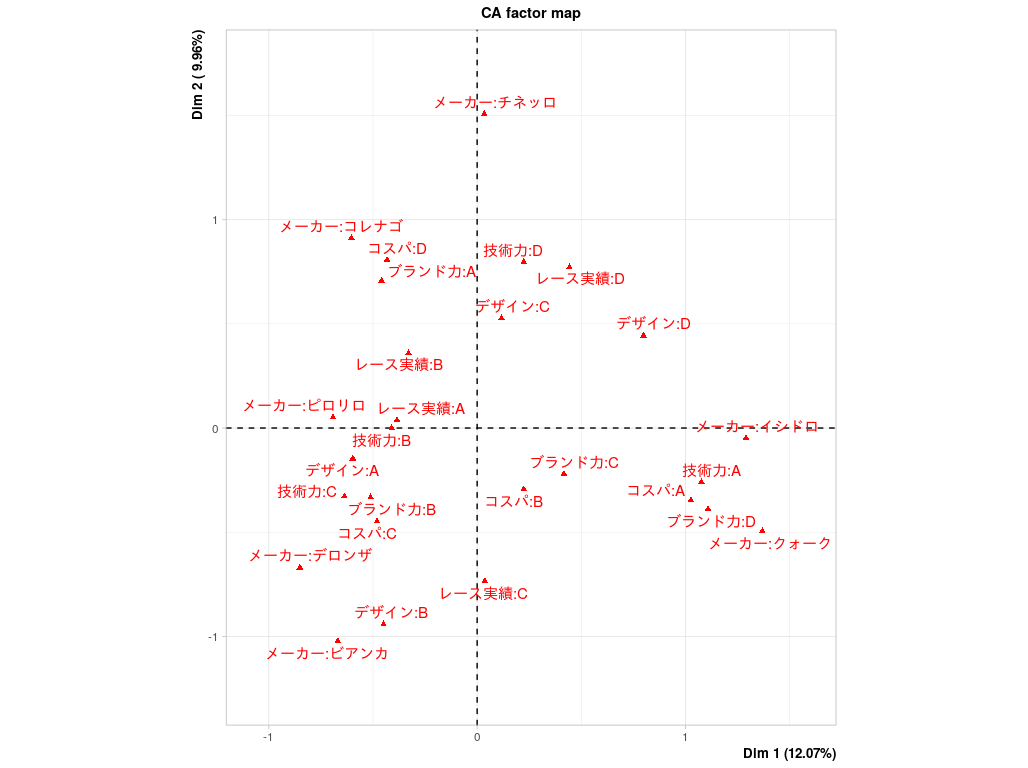 CA factor map
Dim 2 ( 9.96%)
メーカー:チネッロ
1
メーカー:コレナゴ
コスパ:D
技術力:D
ブランド力:A
レース実績:D
デザイン:C
デザイン:D
レース実績:B
メーカー:ピロリロ
レース実績:A
0
メーカー:イシドロ
技術力:B
ブランド力:C
デザイン:A
技術力:A
技術力:C
コスパ:A
コスパ:B
ブランド力:B
ブランド力:D
コスパ:C
メーカー:クォーク
メーカー:デロンザ
レース実績:C
デザイン:B
-1
メーカー:ビアンカ
-1
0
1
Dim 1 (12.07%)